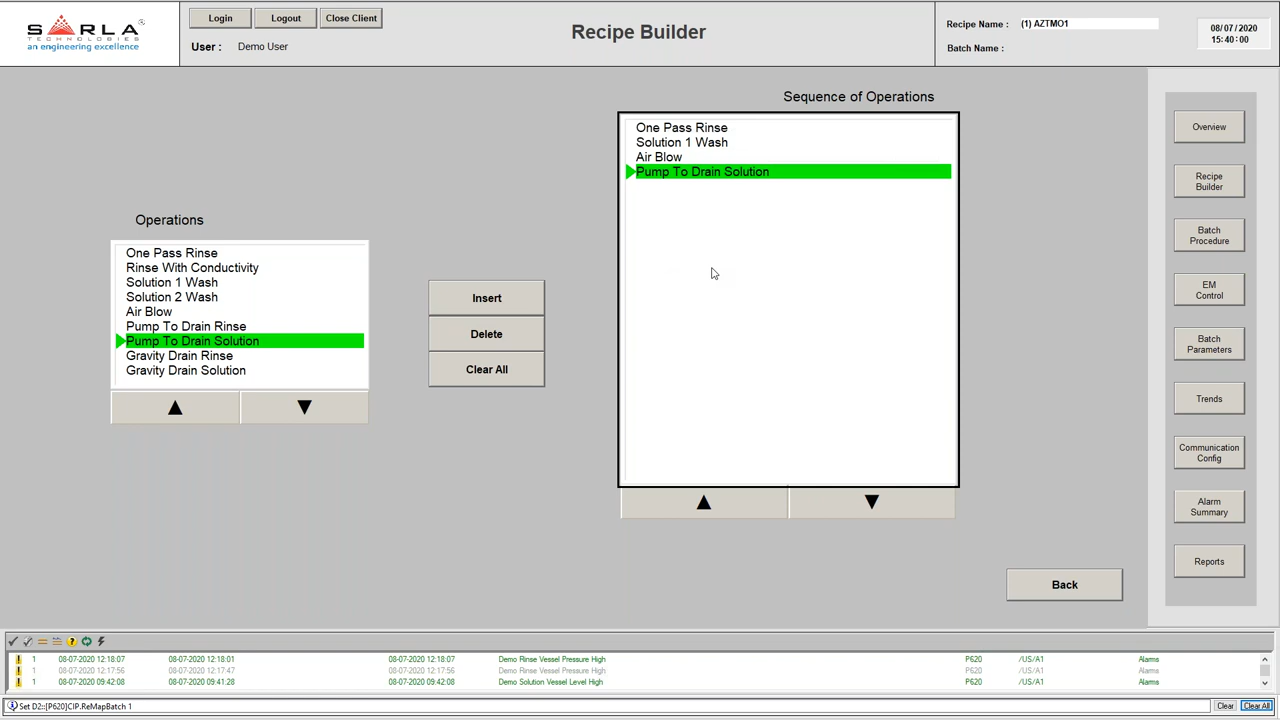 SARLA
TECHNOLOGIES
an engineering excellence
Login
Logout
Close Client
User :
Demo User
Recipe Builder
Recipe Name :
(1) AZTMO1
Batch Name :
08/07/2020
15:40:00
Sequence of Operations
One Pass Rinse
Solution 1 Wash
Air Blow
Pump To Drain Solution
Operations
One Pass Rinse
Rinse With Conductivity
Solution 1 Wash
Solution 2 Wash
Air Blow
Pump To Drain Rinse
Pump To Drain Solution
Gravity Drain Rinse
Gravity Drain Solution
Insert
Delete
Clear All
Back
Overview
Recipe
Builder
Batch
Procedure
EM
Control
Batch
Parameters
Trends
Communication
Config
Alarm
Summary
Reports
1 08-07-2020 12:18:07 08-07-2020 12:18:01 08-07-2020 12:18:07 Demo Rinse Vessel Pressure High P620 /US/A1 Alarms
1 08-07-2020 12:17:56 08-07-2020 12:17:47 08-07-2020 12:17:56 Demo Rinse Vessel Pressure High P620 /US/A1 Alarms
1 08-07-2020 09:42:08 08-07-2020 09:41:28 08-07-2020 09:42:08 Demo Solution Vessel Level High P620 /US/A1 Alarms
Set D2::[P620]CIP.ReMapBatch 1
Clear
Clear All